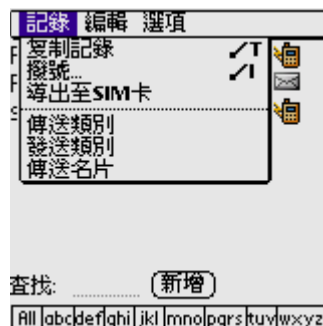 記錄 編輯 選項
复制記錄 ∕T
撥號... ∕I
導出至SIM卡
傳送類別
發送類別
傳送名片
查找: 新增
All abc def ghi jkl mno pqrs tuv wxyz